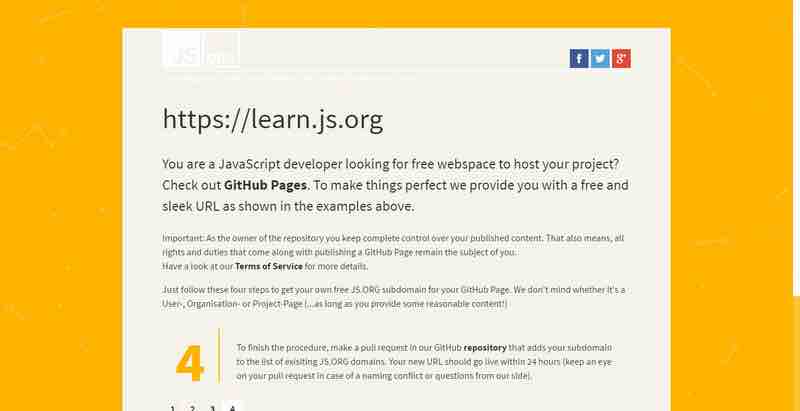 JS
ORG
f
g+
https://learn.js.org
You are a JavaScript developer looking for free webspace to host your project?
Check out GitHub Pages. To make things perfect we provide you with a free and
sleek URL as shown in the examples above.
Important: As the owner of the repository you keep complete control over your published content. That also means, all
rights and duties that come along with publishing a GitHub Page remain the subject of you.
Have a look at our Terms of Service for more details.
Just follow these four steps to get your own free JS.ORG subdomain for your GitHub Page. We don't mind whether it's a
User-, Organisation- or Project-Page (...as long as you provide some reasonable content!)
4
To finish the procedure, make a pull request in our GitHub repository that adds your subdomain
to the list of exisiting JS.ORG domains. Your new URL should go live within 24 hours (keep an eye
on your pull request in case of a naming conflict or questions from our side).
1 2 3 4